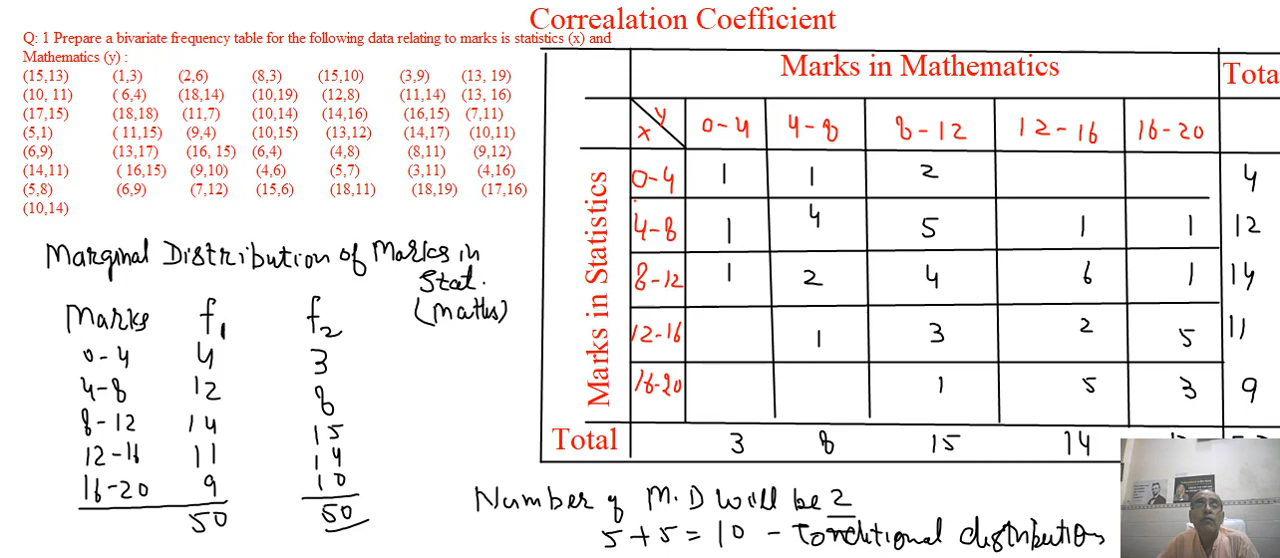 Correalation Coefficient
Q: 1 Prepare a bivariate frequency table for the following data relating to marks is statistics (x) and
Mathematics (y) :
(15,13) (1,3) (2,6) (8,3) (15,10) (3,9) (13, 19)
(10, 11) ( 6,4) (18,14) (10,19) (12,8) (11,14) (13, 16)
(17,15) (18,18) (11,7) (10,14) (14,16) (16,15) (7,11)
(5,1) ( 11,15) (9,4) (10,15) (13,12) (14,17) (10,11)
(6,9) (13,17) (16, 15) (6,4) (4,8) (8,11) (9,12)
(14,11) ( 16,15) (9,10) (4,6) (5,7) (3,11) (4,16)
(5,8) (6,9) (7,12) (15,6) (18,11) (18,19) (17,16)
(10,14)
Marginal Distribution of Marks in
Stat.
(Maths)
Marks f1 f2
0-4 4 3
4-8 12 8
8-12 14 15
12-16 11 14
16-20 9 10
50 50
Marks in Mathematics Tota
x y 0-4 4-8 8-12 12-16 16-20
Marks in Statistics
0-4 1 1 2 4
4-8 1 4 5 1 1 12
8-12 1 2 4 6 1 14
12-16 1 3 2 5 11
16-20 1 5 3 9
Total 3 8 15 14
Number of M.D will be 2
5+5=10 - Conditional distribution